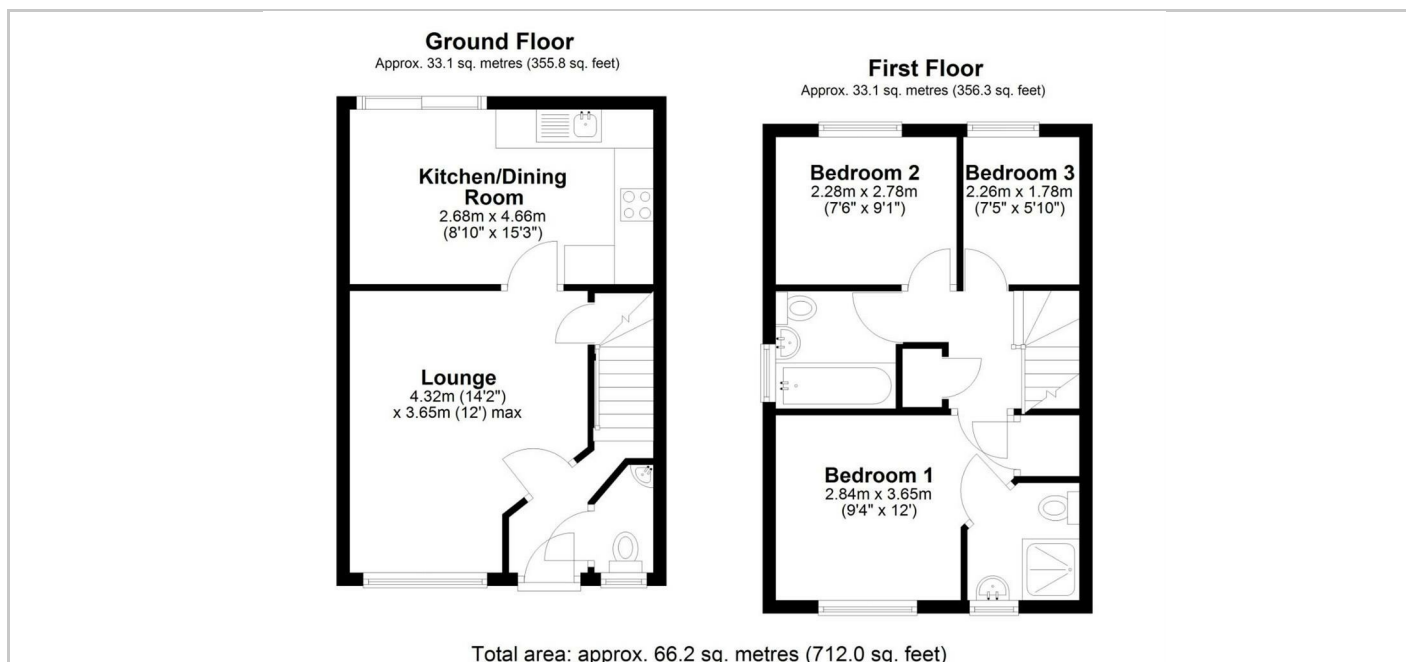 Ground Floor
Approx. 33.1 sq. metres (355.8 sq. feet)
Kitchen/Dining
Room
2.68m x 4.66m
(8'10" x 15'3")
Lounge
4.32m (14'2")
x 3.65m (12') max
First Floor
Approx. 33.1 sq. metres (356.3 sq. feet)
Bedroom 2
2.28m x 2.78m
(7'6" x 9'1")
Bedroom 3
2.26m x 1.78m
(7'5" x 5'10")
Bedroom 1
2.84m x 3.65m
(9'4" x 12')
Total area: approx. 66.2 sq. metres (712.0 sq. feet)